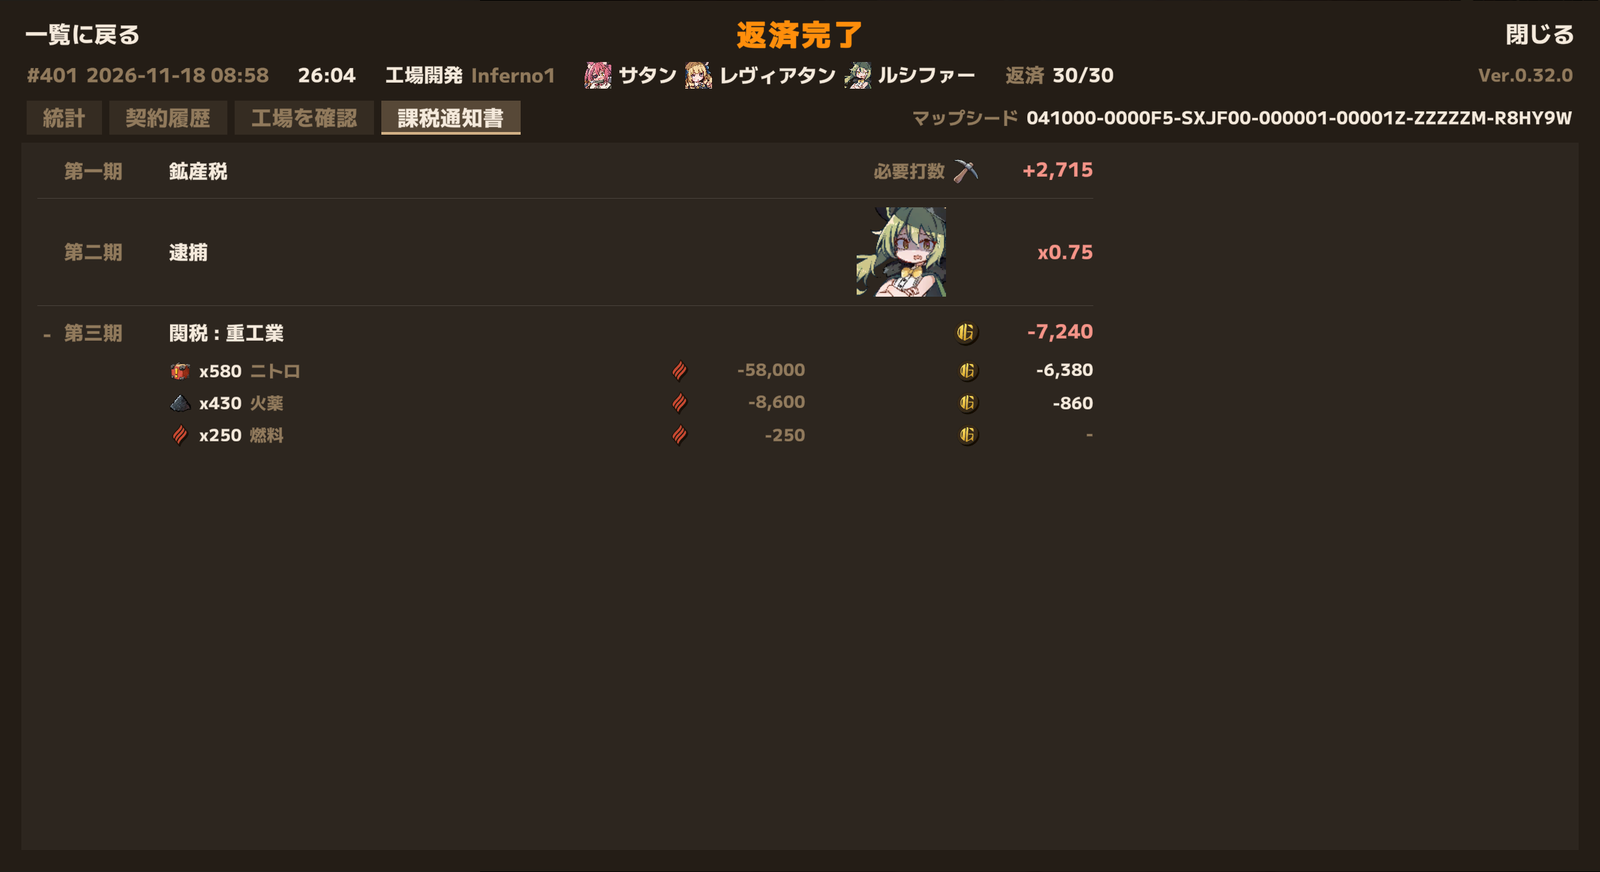 一覧に戻る 返済完了 閉じる
#401 2026-11-18 08:58 26:04 工場開発 Inferno1 サタン レヴィアタン ルシファー 返済 30/30 Ver.0.32.0
統計 契約履歴 工場を確認 課税通知書 マップシード 041000-0000F5-SXJF00-000001-00001Z-ZZZZZM-R8HY9W
第一期 鉱産税 必要打数 +2,715
第二期 逮捕 x0.75
- 第三期 関税 : 重工業 -7,240
x580 ニトロ -58,000 -6,380
x430 火薬 -8,600 -860
x250 燃料 -250 -